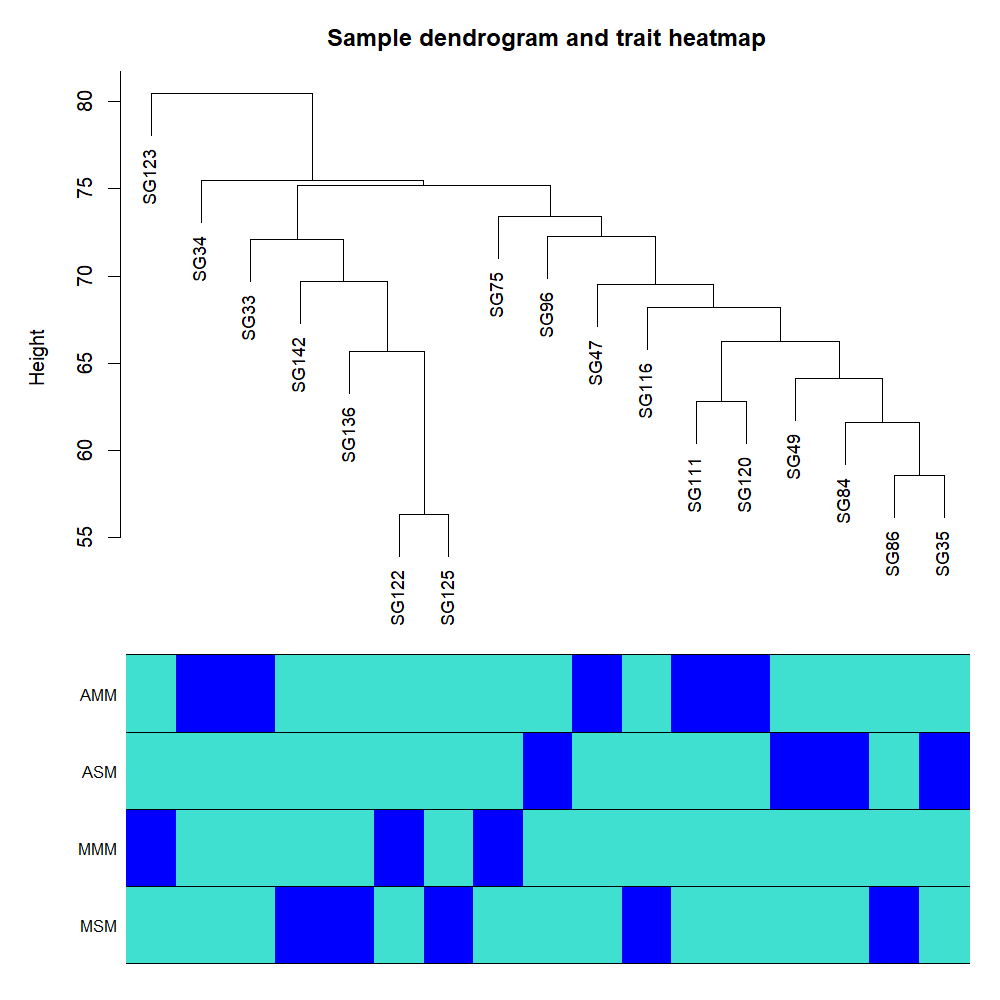 Sample dendrogram and trait heatmap
Height
80
75
70
65
60
55
SG123
SG34
SG33
SG142
SG136
SG122
SG125
SG75
SG96
SG47
SG116
SG111
SG120
SG49
SG84
SG86
SG35
AMM
ASM
MMM
MSM